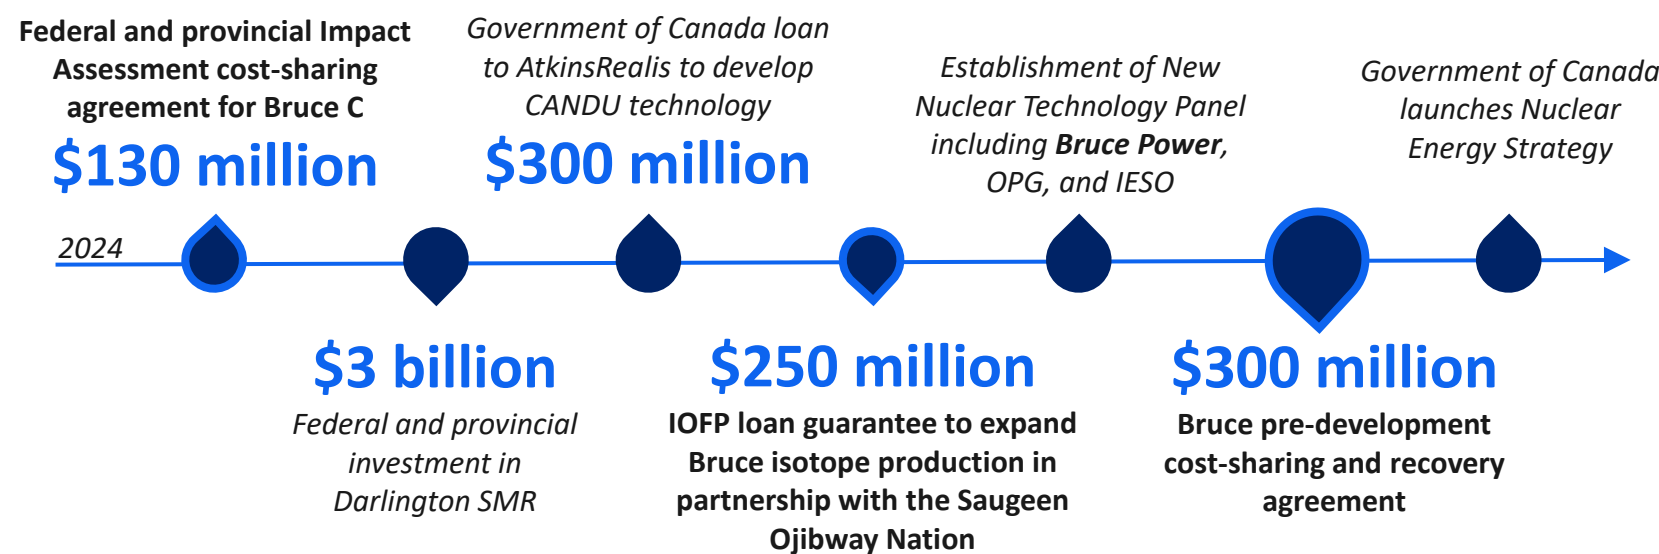 Federal and provincial Impact
Assessment cost-sharing
agreement for Bruce C
$130 million
Government of Canada loan
to AtkinsRealis to develop
CANDU technology
$300 million
Establishment of New
Nuclear Technology Panel
including Bruce Power,
OPG, and IESO
Government of Canada
launches Nuclear
Energy Strategy
2024
$3 billion
Federal and provincial
investment in
Darlington SMR
$250 million
IOFP loan guarantee to expand
Bruce isotope production in
partnership with the Saugeen
Ojibway Nation
$300 million
Bruce pre-development
cost-sharing and recovery
agreement